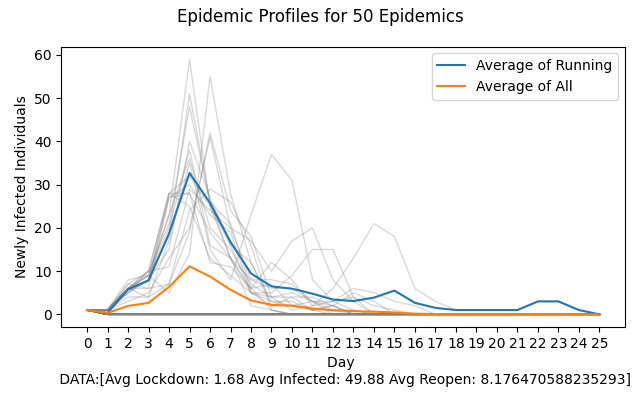 Epidemic Profiles for 50 Epidemics
60
50
40
30
20
10
0
Newly Infected Individuals
Average of Running
Average of All
0 1 2 3 4 5 6 7 8 9 10 11 12 13 14 15 16 17 18 19 20 21 22 23 24 25
Day
DATA:[Avg Lockdown: 1.68 Avg Infected: 49.88 Avg Reopen: 8.176470588235293]